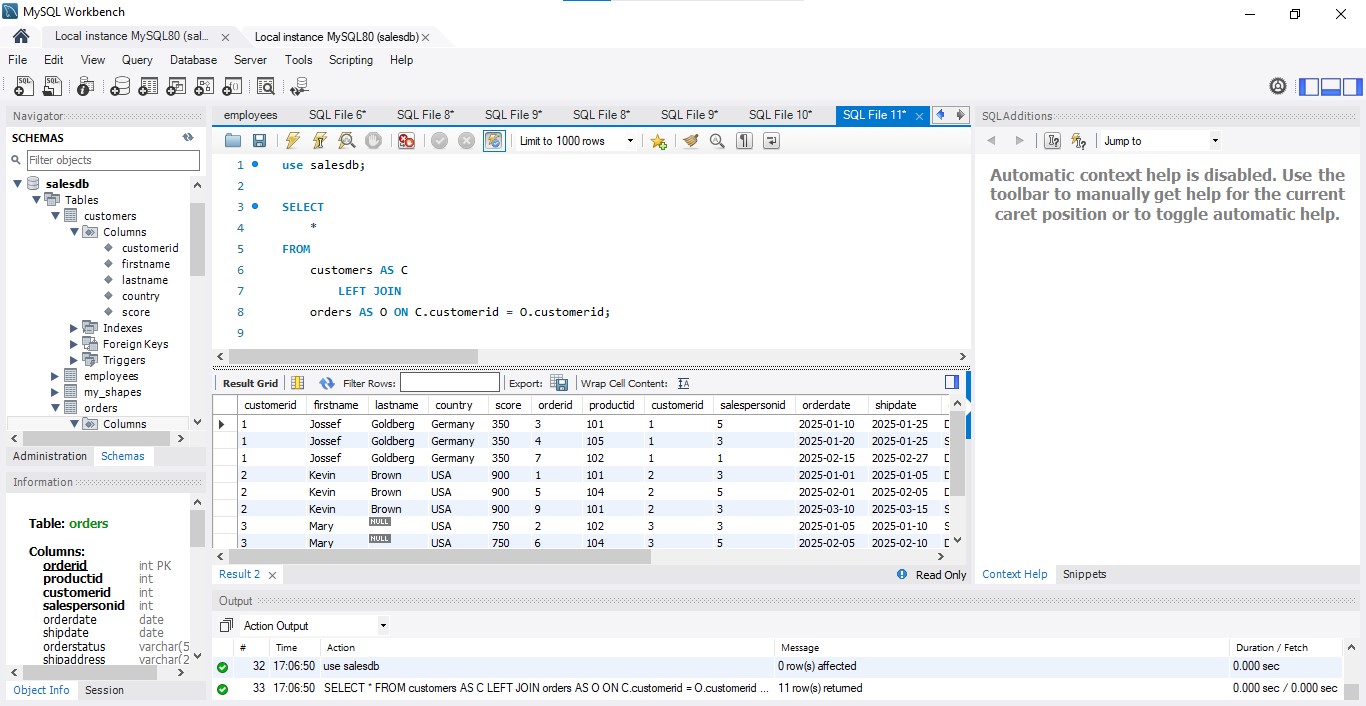 MySQL Workbench
Local instance MySQL80 (sal... Local instance MySQL80 (salesdb)
File Edit View Query Database Server Tools Scripting Help
Navigator
SCHEMAS
Filter objects
salesdb
Tables
customers
Columns
customerid
firstname
lastname
country
score
Indexes
Foreign Keys
Triggers
employees
my_shapes
orders
Columns
Administration Schemas
Information
Table: orders
Columns:
orderid int PK
productid int
customerid int
salespersonid int
orderdate date
shipdate date
orderstatus varchar(5
shipaddress varchar(2
Object Info Session
employees SQL File 6* SQL File 8* SQL File 9* SQL File 8* SQL File 9* SQL File 10* SQL File 11*
Limit to 1000 rows
1 use salesdb;
2
3 SELECT
4 *
5 FROM
6 customers AS C
7 LEFT JOIN
8 orders AS O ON C.customerid = O.customerid;
9
Result Grid Filter Rows: Export: Wrap Cell Content:
customerid firstname lastname country score orderid productid customerid salespersonid orderdate shipdate
1 Jossef Goldberg Germany 350 3 101 1 5 2025-01-10 2025-01-25
1 Jossef Goldberg Germany 350 4 105 1 3 2025-01-20 2025-01-25
1 Jossef Goldberg Germany 350 7 102 1 1 2025-02-15 2025-02-27
2 Kevin Brown USA 900 1 101 2 3 2025-01-01 2025-01-05
2 Kevin Brown USA 900 5 104 2 5 2025-02-01 2025-02-05
2 Kevin Brown USA 900 9 101 2 3 2025-03-10 2025-03-15
3 Mary NULL USA 750 2 102 3 3 2025-01-05 2025-01-10
3 Mary NULL USA 750 6 104 3 5 2025-02-05 2025-02-10
Result 2 Read Only
SQLAdditions
Jump to
Automatic context help is disabled. Use the
toolbar to manually get help for the current
caret position or to toggle automatic help.
Context Help Snippets
Output
Action Output
# Time Action Message Duration / Fetch
32 17:06:50 use salesdb 0 row(s) affected 0.000 sec
33 17:06:50 SELECT * FROM customers AS C LEFT JOIN orders AS O ON C.customerid = O.customerid ... 11 row(s) returned 0.000 sec / 0.000 sec